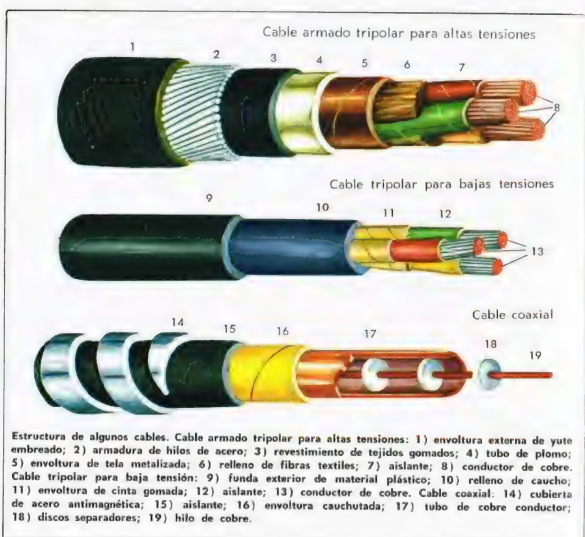 Cable armado tripolar para altas tensiones
1 2 3 4 5 6 7
8
Cable tripolar para bajas tensiones
9 10 11 12
13
Cable coaxial
14 15 16 17 18 19
Estructura de algunos cables. Cable armado tripolar para altas tensiones: 1) envoltura externa de yute
embreado; 2) armadura de hilos de acero; 3) revestimiento de tejidos gomados; 4) tubo de plomo;
5) envoltura de tela metalizada; 6) relleno de fibras textiles; 7) aislante; 8) conductor de cobre.
Cable tripolar para baja tensión: 9) funda exterior de material plástico; 10) relleno de caucho;
11) envoltura de cinta gomada; 12) aislante; 13) conductor de cobre. Cable coaxial: 14) cubierta
de acero antimagnética; 15) aislante; 16) envoltura cauchutada; 17) tubo de cobre conductor;
18) discos separadores; 19) hilo de cobre.